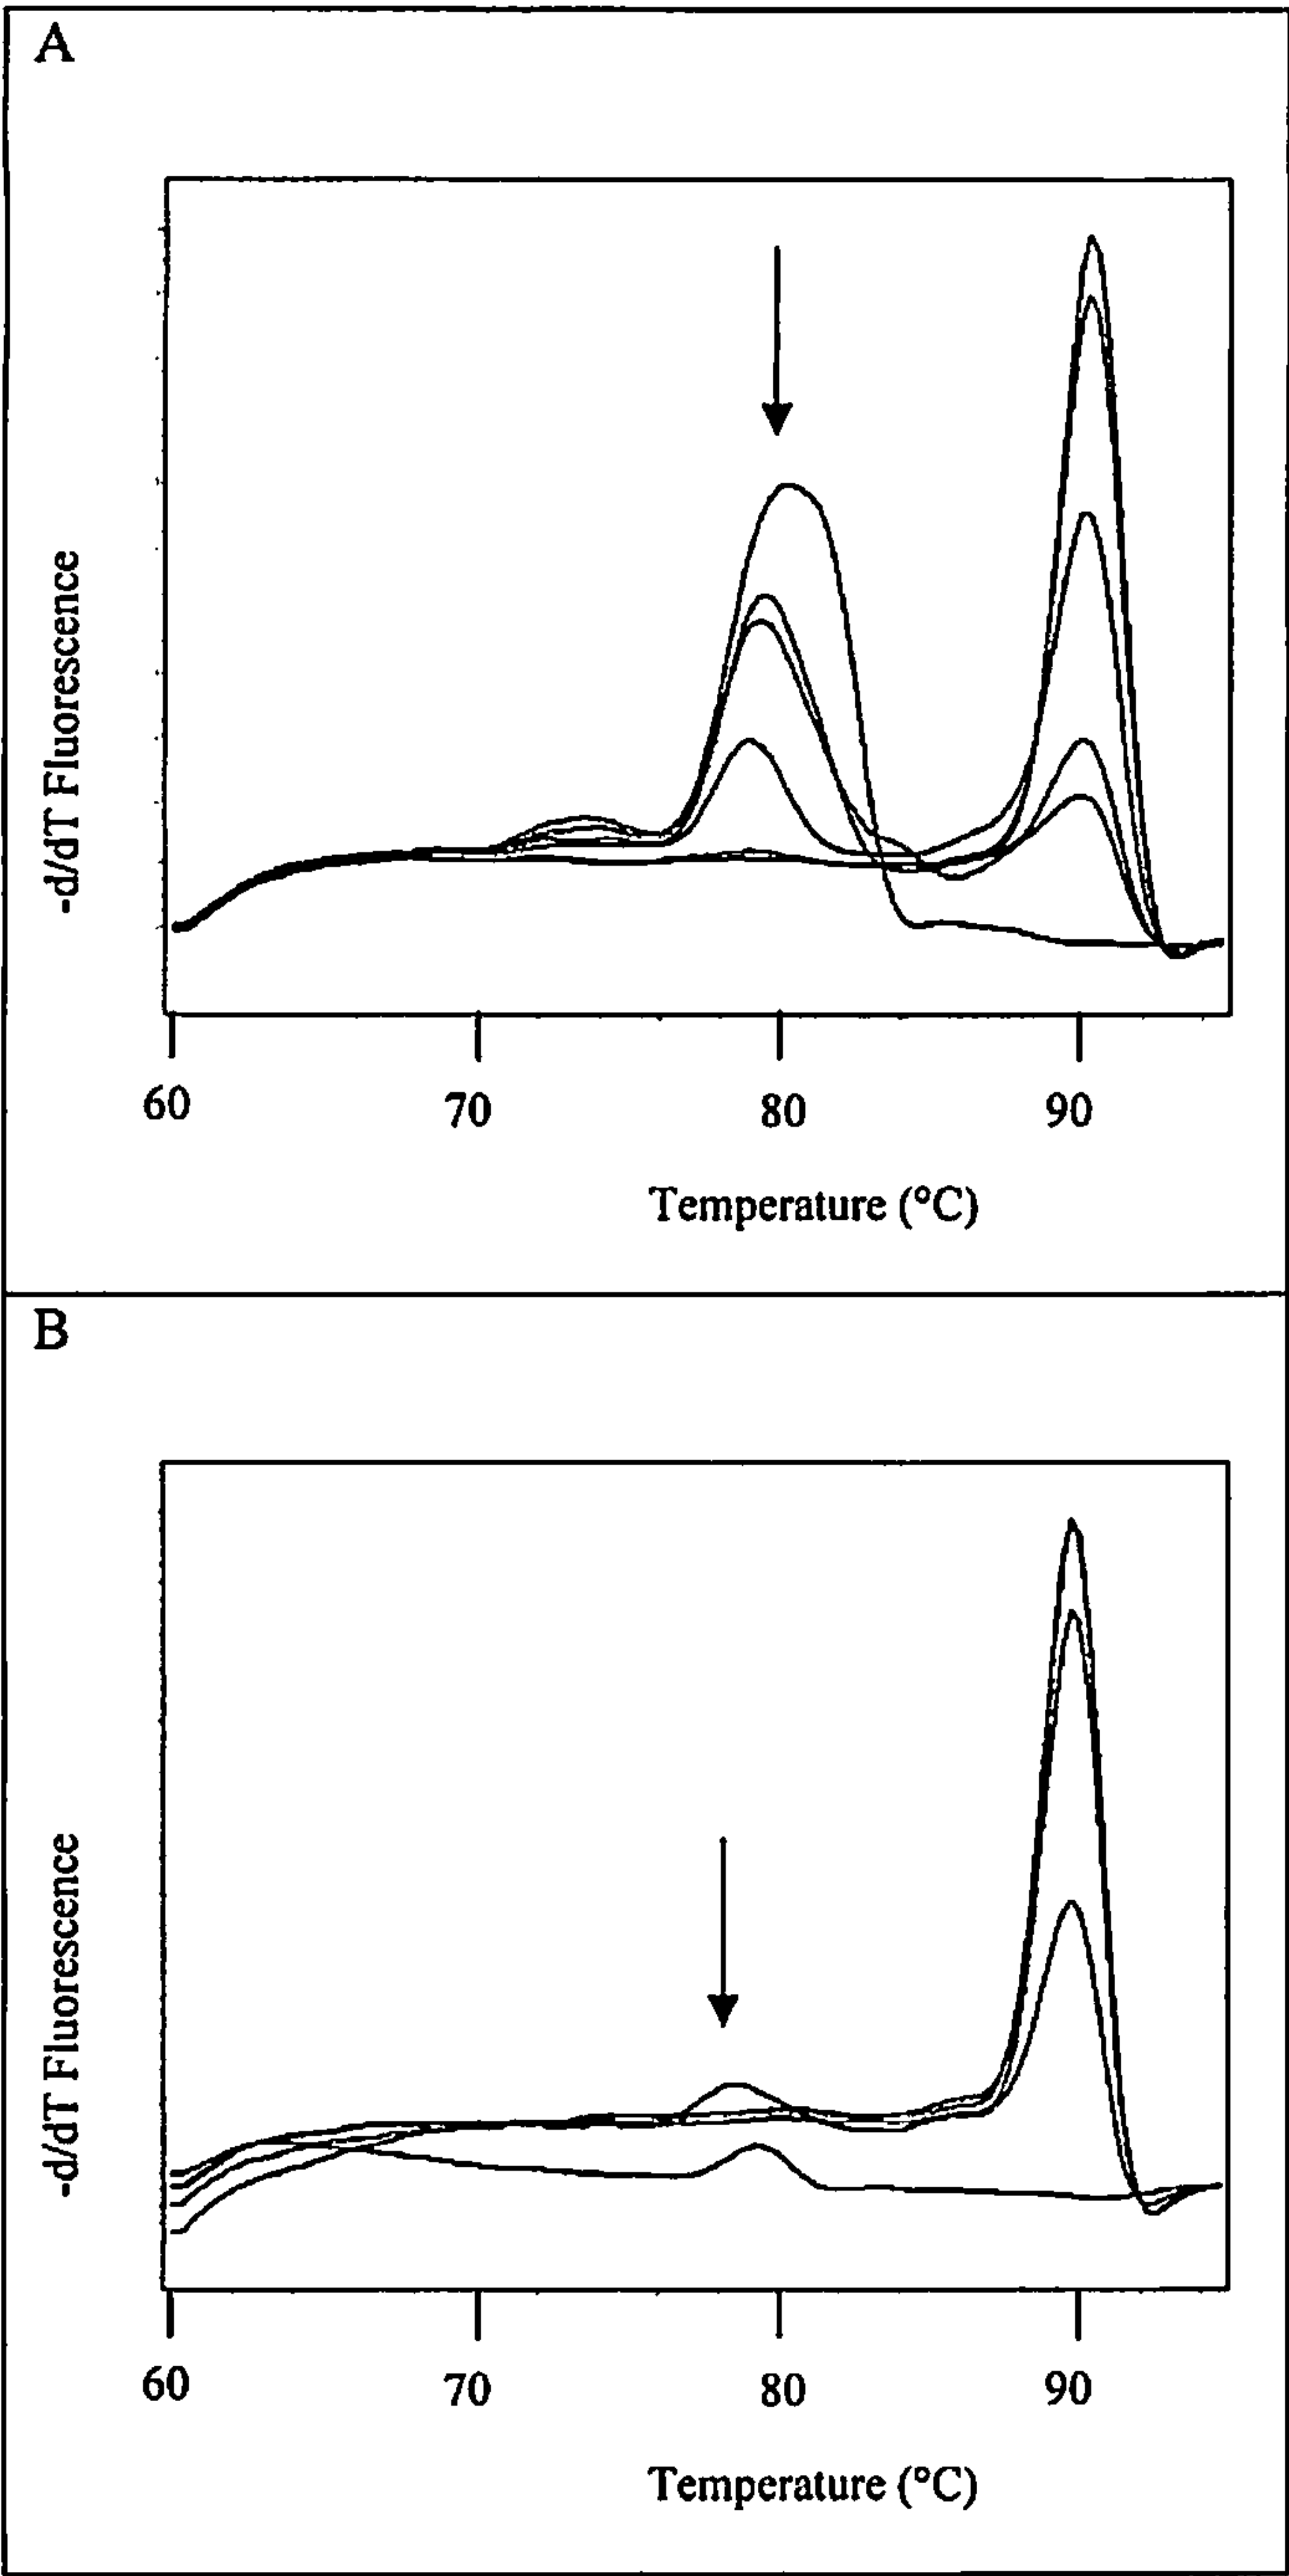 A
-d/dT Fluorescence
60 70 80 90
Temperature (°C)
B
-d/dT Fluorescence
60 70 80 90
Temperature (°C)